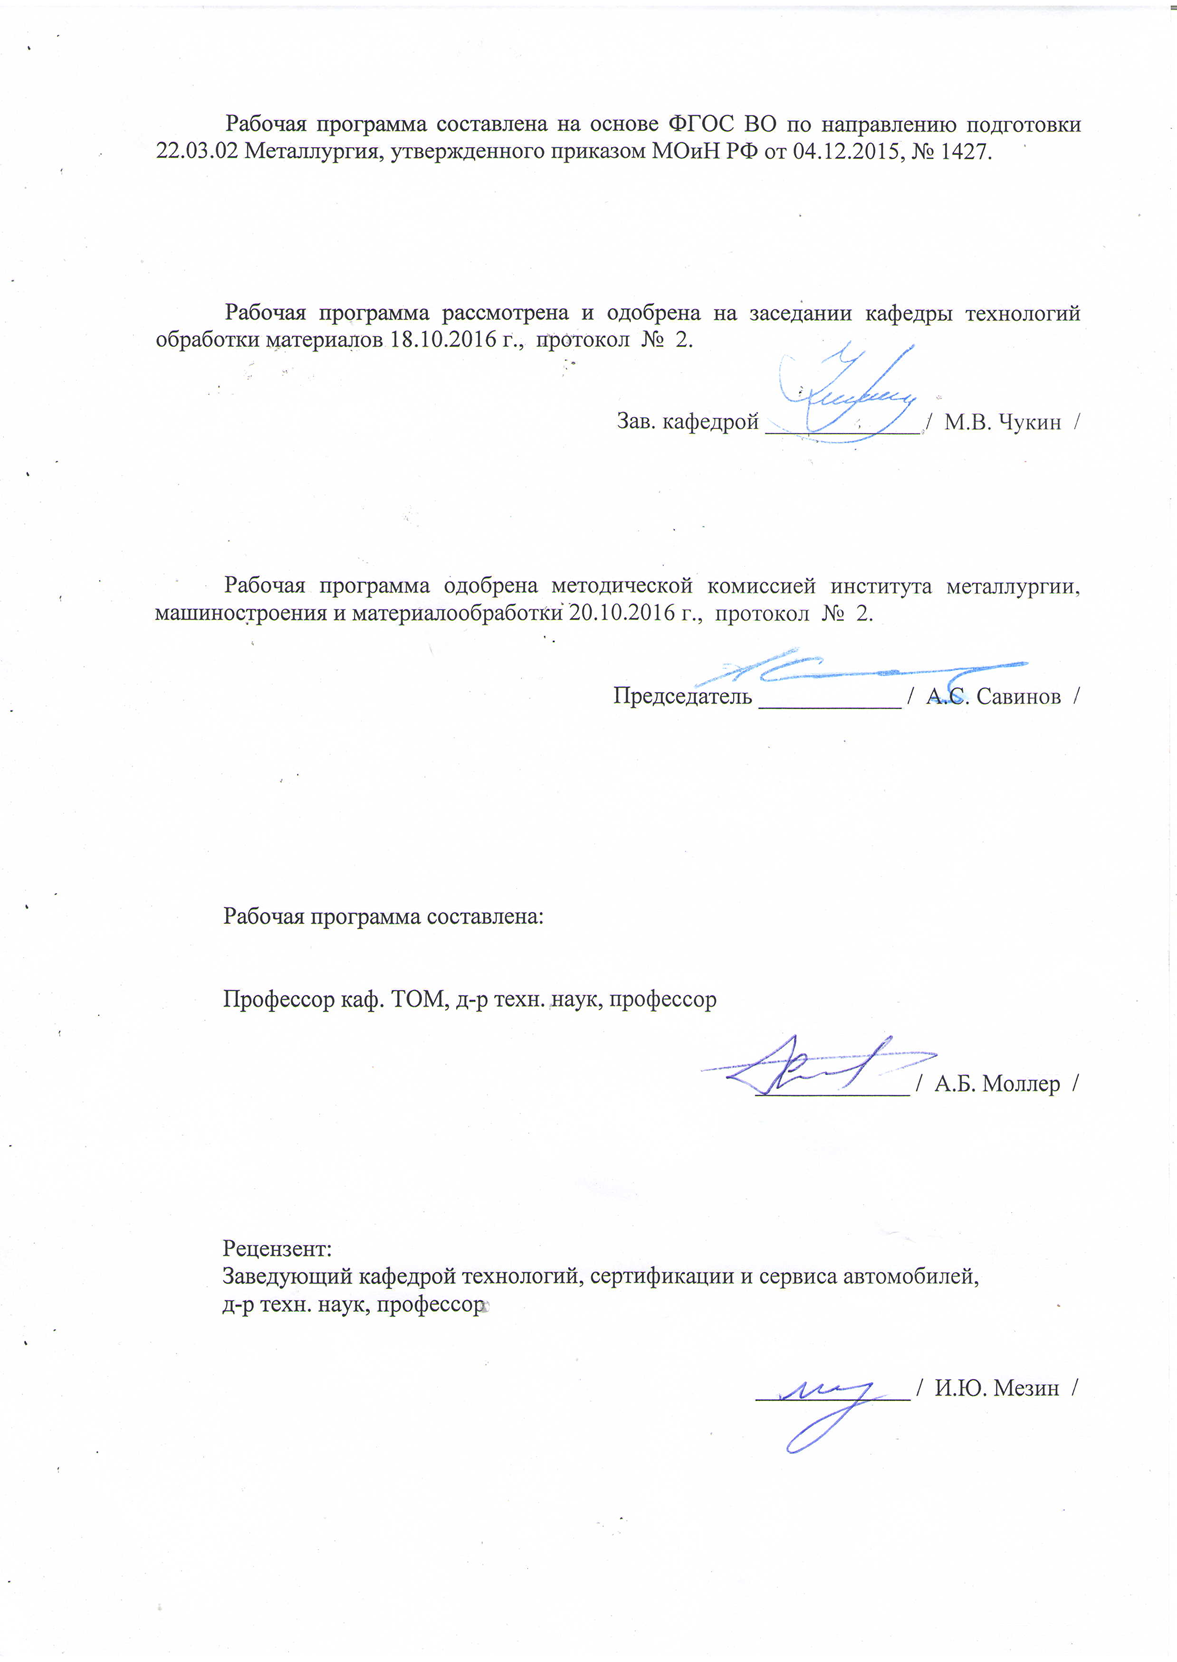 Рабочая программа составлена на основе ФГОС ВО по направлению подготовки
22.03.02 Металлургия, утвержденного приказом МОиН РФ от 04.12.2015, № 1427.
Рабочая программа рассмотрена и одобрена на заседании кафедры технологий
обработки материалов 18.10.2016 г., протокол № 2.
Зав. кафедрой _____________ / М.В. Чукин /
Рабочая программа одобрена методической комиссией института металлургии,
машиностроения и материалообработки 20.10.2016 г., протокол № 2.
Председатель ____________ / А.С. Савинов /
Рабочая программа составлена:
Профессор каф. ТОМ, д-р техн. наук, профессор
_____________ / А.Б. Моллер /
Рецензент:
Заведующий кафедрой технологий, сертификации и сервиса автомобилей,
д-р техн. наук, профессор
_____________ / И.Ю. Мезин /